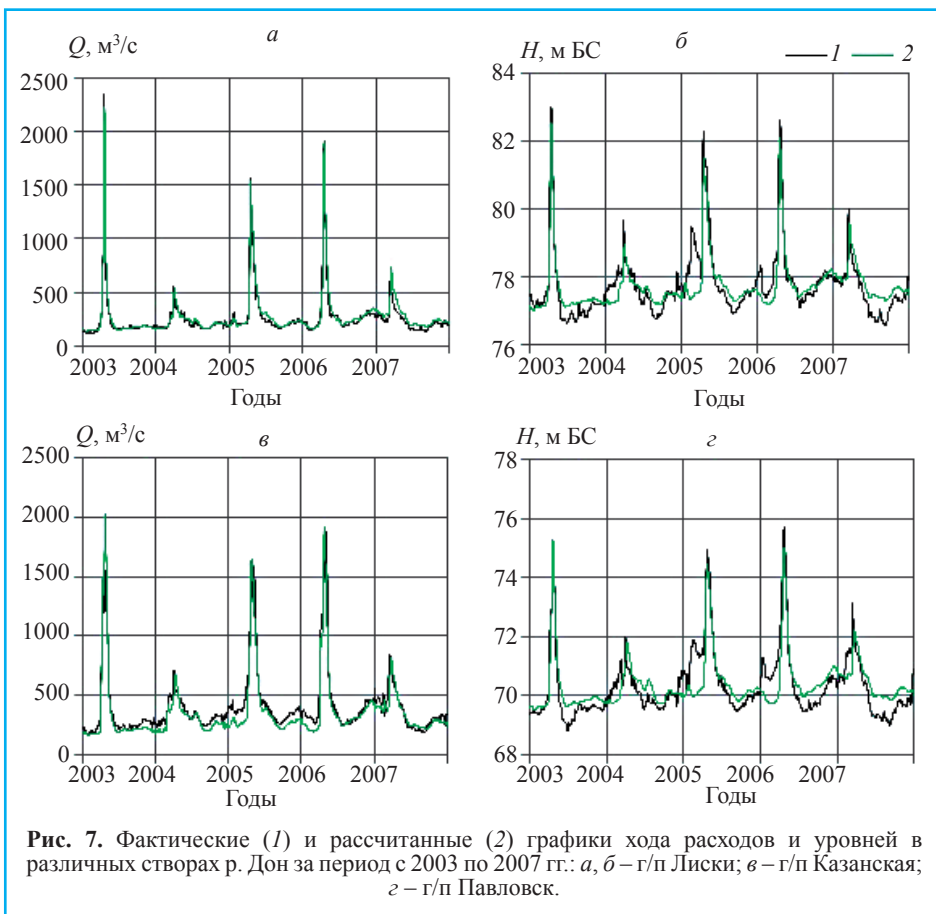 Q, м³/с а
2500
2000
1500
1000
500
0
2003 2004 2005 2006 2007
Годы
H, м БС б 1 2
84
82
80
78
76
2003 2004 2005 2006 2007
Годы
Q, м³/с в
2500
2000
1500
1000
500
0
2003 2004 2005 2006 2007
Годы
H, м БС г
78
76
74
72
70
68
2003 2004 2005 2006 2007
Годы
Рис. 7. Фактические (1) и рассчитанные (2) графики хода расходов и уровней в
различных створах р. Дон за период с 2003 по 2007 гг.: а, б – г/п Лиски; в – г/п Казанская;
г – г/п Павловск.